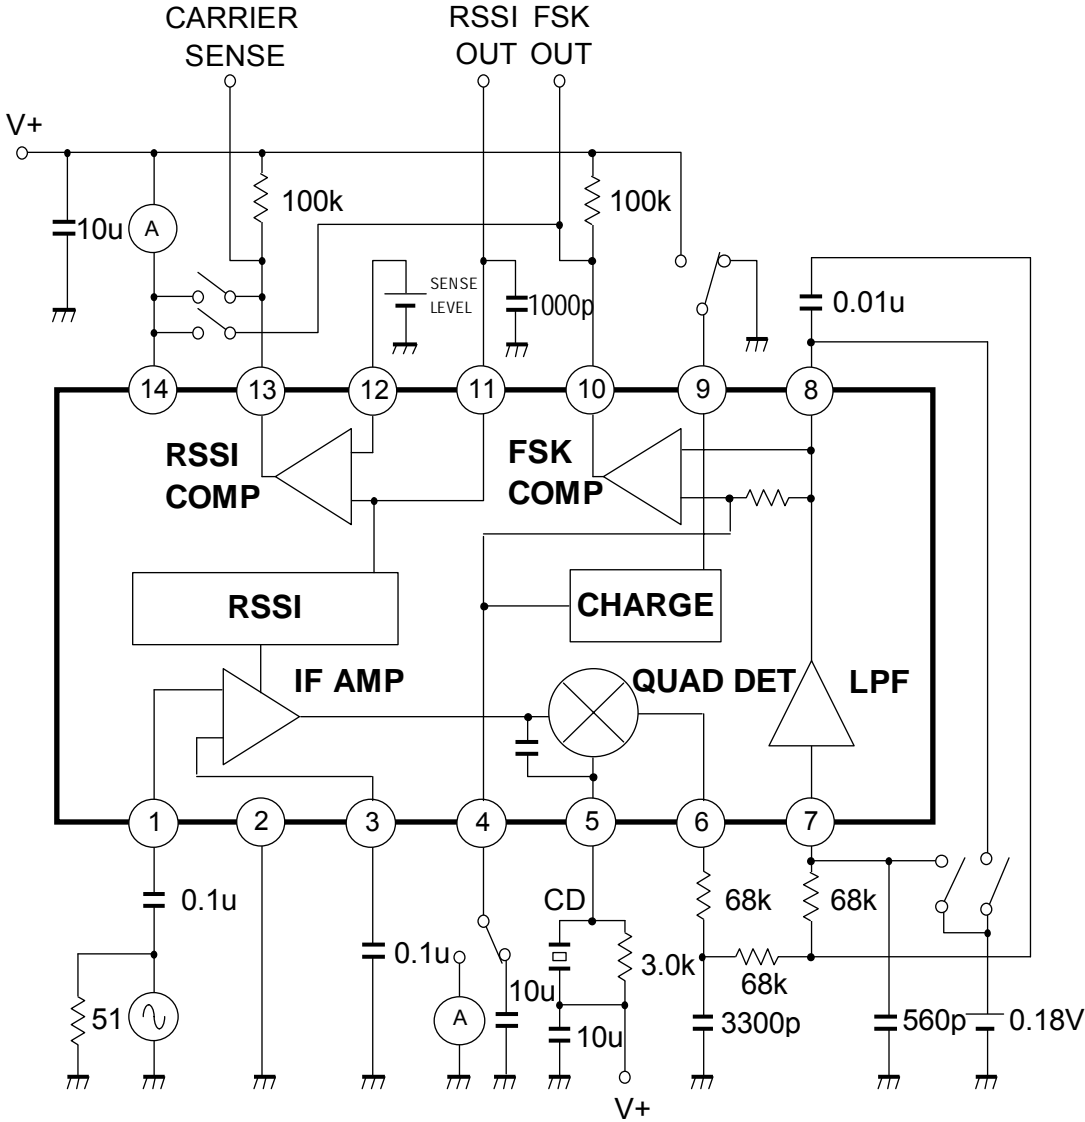 CARRIER
SENSE
RSSI
OUT
FSK
OUT
V+
100k
100k
10u
A
SENSE
LEVEL
1000p
0.01u
14
13
12
11
10
9
8
RSSI
COMP
FSK
COMP
RSSI
CHARGE
IF AMP
QUAD DET
LPF
1
2
3
4
5
6
7
0.1u
CD
68k
68k
0.1u
10u
3.0k
68k
51
A
10u
3300p
560p
0.18V
V+